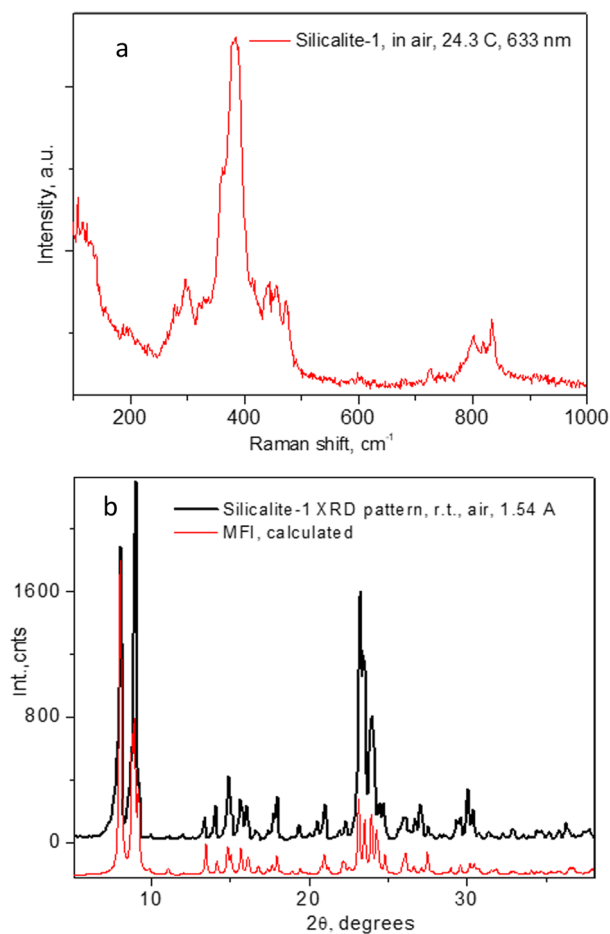 a
Silicalite-1, in air, 24.3 C, 633 nm
Intensity, a.u.
200 400 600 800 1000
Raman shift, cm-1
b
Silicalite-1 XRD pattern, r.t., air, 1.54 A
MFI, calculated
1600
800
0
Int.,cnts
10 20 30
2θ, degrees